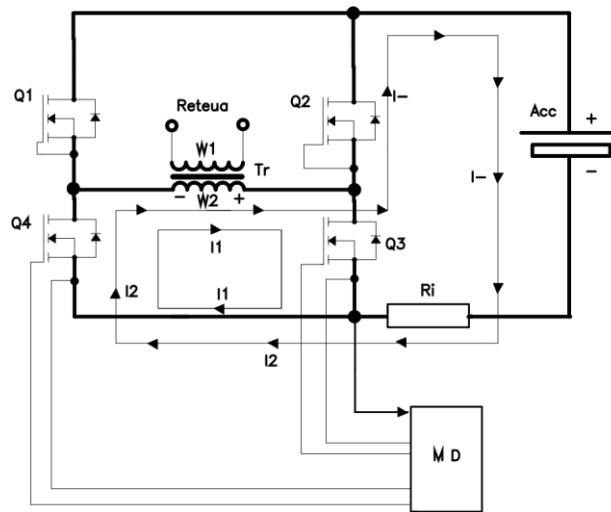 Q1
Reteua
Q2
I-
Acc
+
W1
Tr
I-
-
- W2 +
Q4
Q3
I1
I2
I1
Ri
I2
M D